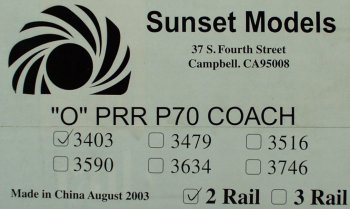 Sunset Models
37 S. Fourth Street
Campbell. CA95008
"O" PRR P70 COACH
3403 3479 3516
3590 3634 3746
Made in China August 2003 2 Rail 3 Rail